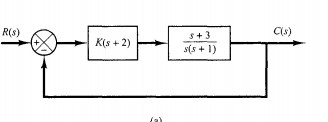 R(s)
+
−
K(s + 2)
s + 3
s(s + 1)
C(s)
(a)